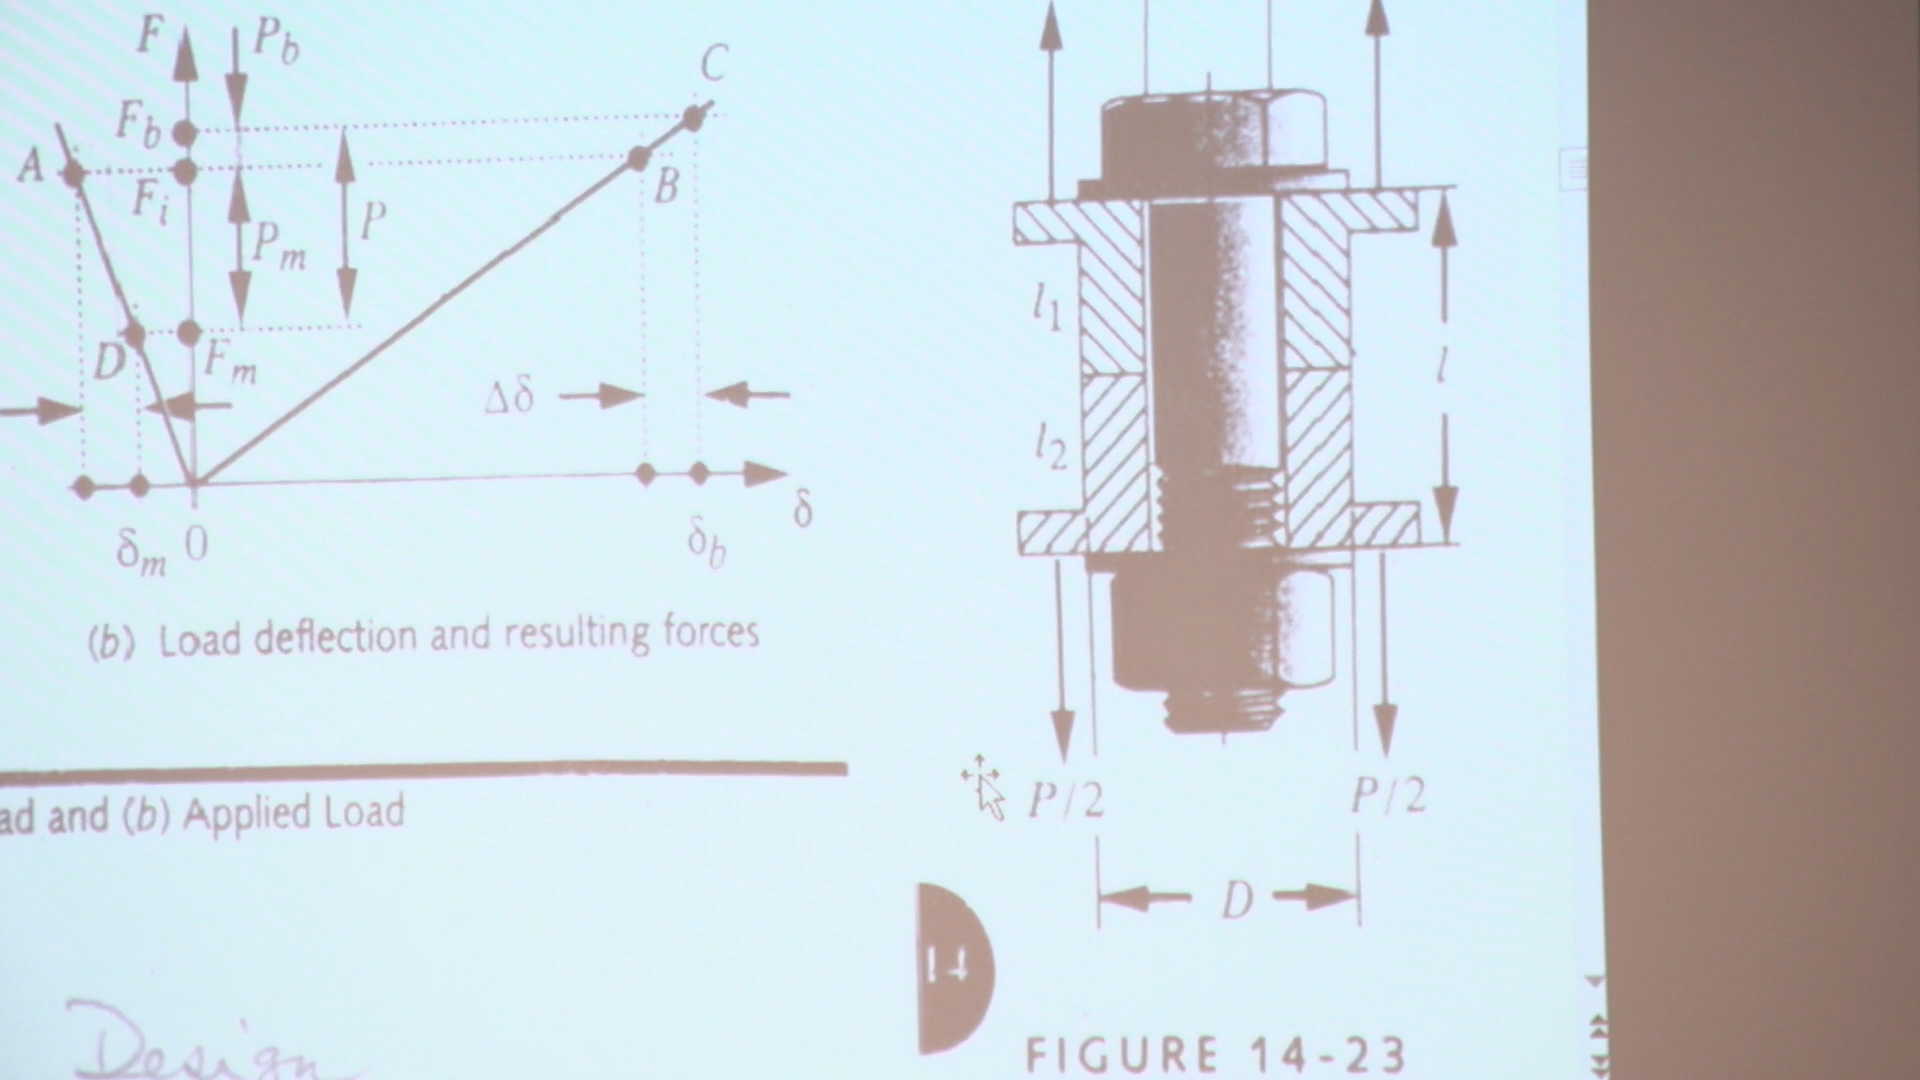 F
P_b
C
F_b
A
F_i
B
P_m
P
D
F_m
Δδ
δ_m
0
δ_b
δ
(b) Load deflection and resulting forces
ad and (b) Applied Load
Design
l_1
l_2
l
P/2
P/2
D
14
FIGURE 14-23